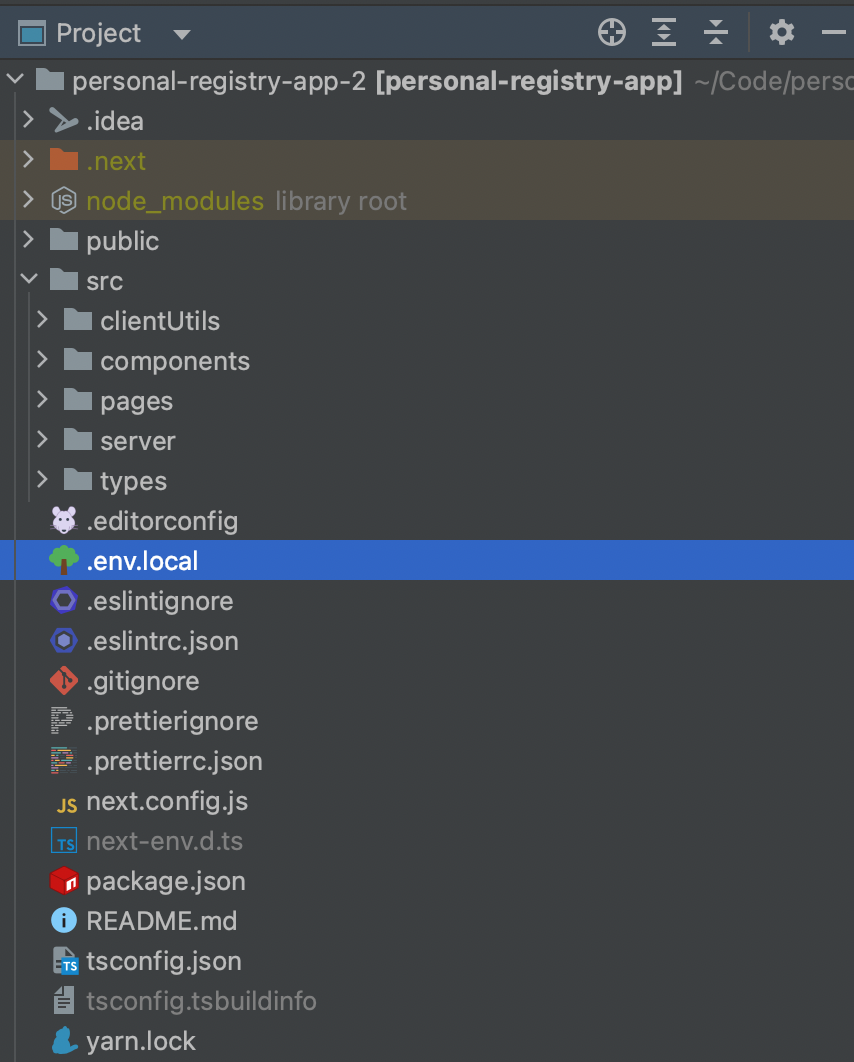 Project
personal-registry-app-2 [personal-registry-app] ~/Code/perso
.idea
.next
node_modules library root
public
src
clientUtils
components
pages
server
types
.editorconfig
.env.local
.eslintignore
.eslintrc.json
.gitignore
.prettierignore
.prettierrc.json
JS next.config.js
TS next-env.d.ts
package.json
README.md
TS tsconfig.json
tsconfig.tsbuildinfo
yarn.lock